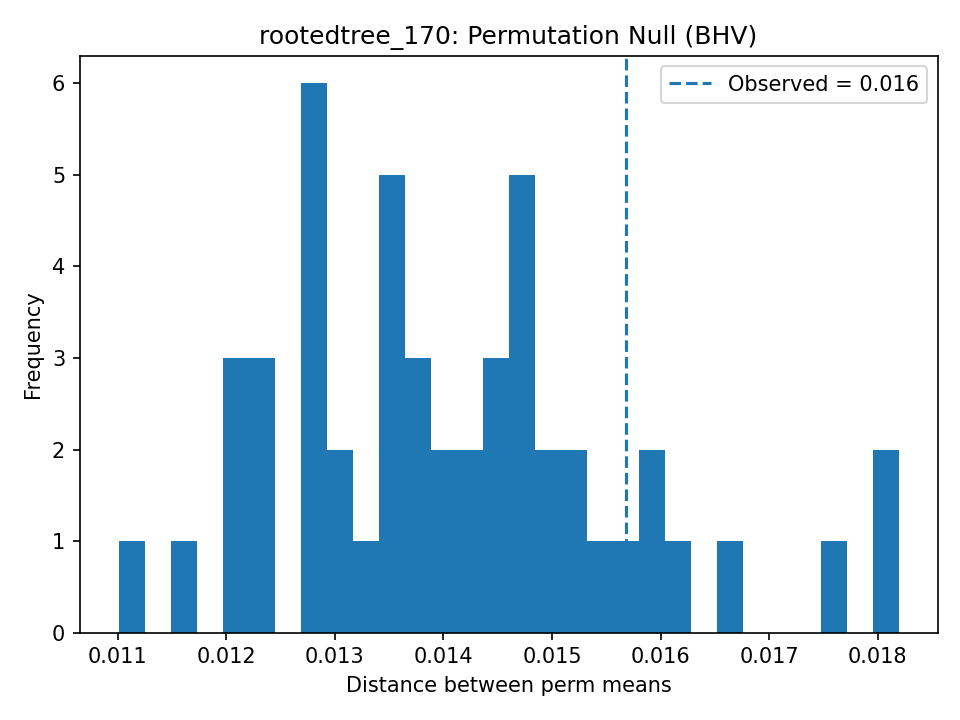 rootedtree_170: Permutation Null (BHV)
Observed = 0.016
Frequency
6
5
4
3
2
1
0
0.011 0.012 0.013 0.014 0.015 0.016 0.017 0.018
Distance between perm means